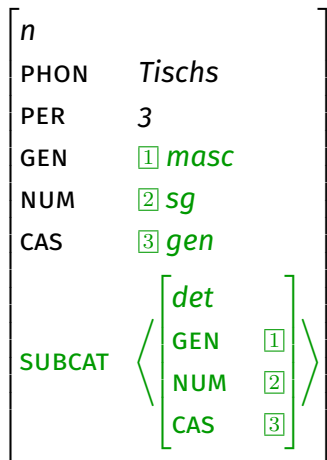 n
PHON Tischs
PER 3
GEN 1 masc
NUM 2 sg
CAS 3 gen
SUBCAT ⟨ det
GEN 1
NUM 2
CAS 3 ⟩